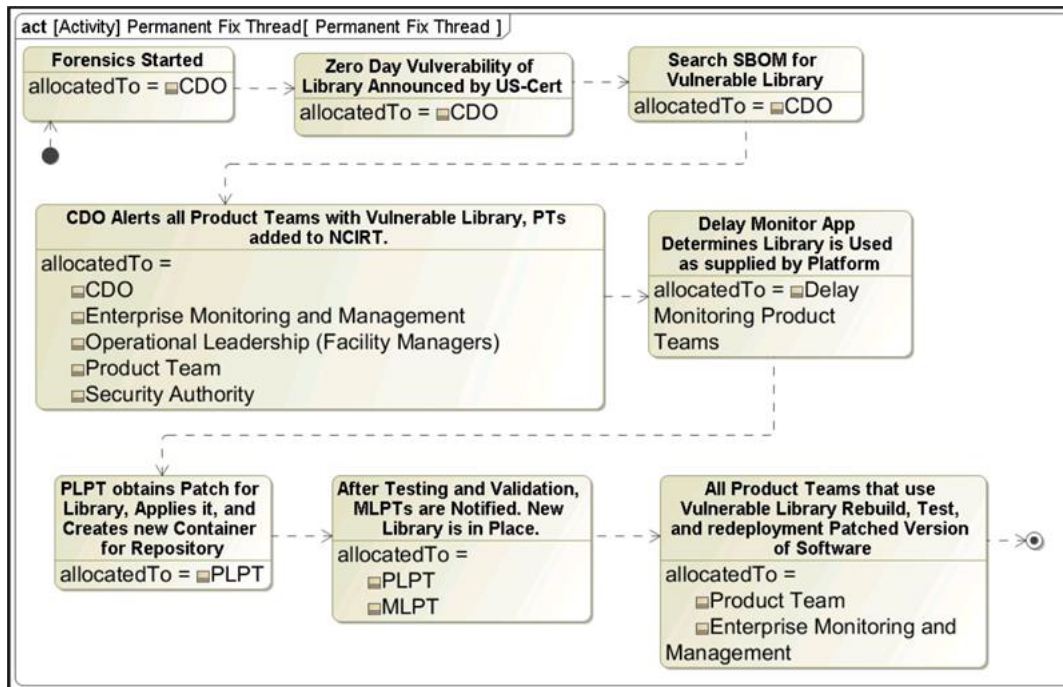 act [Activity] Permanent Fix Thread[ Permanent Fix Thread ]
Forensics Started
allocatedTo = CDO
Zero Day Vulverability of
Library Announced by US-Cert
allocatedTo = CDO
Search SBOM for
Vulnerable Library
allocatedTo = CDO
CDO Alerts all Product Teams with Vulnerable Library, PTs
added to NCIRT.
allocatedTo =
CDO
Enterprise Monitoring and Management
Operational Leadership (Facility Managers)
Product Team
Security Authority
Delay Monitor App
Determines Library is Used
as supplied by Platform
allocatedTo = Delay
Monitoring Product
Teams
PLPT obtains Patch for
Library, Applies it, and
Creates new Container
for Repository
allocatedTo = PLPT
After Testing and Validation,
MLPTs are Notified. New
Library is in Place.
allocatedTo =
PLPT
MLPT
All Product Teams that use
Vulnerable Library Rebuild, Test,
and redeployment Patched Version
of Software
allocatedTo =
Product Team
Enterprise Monitoring and
Management